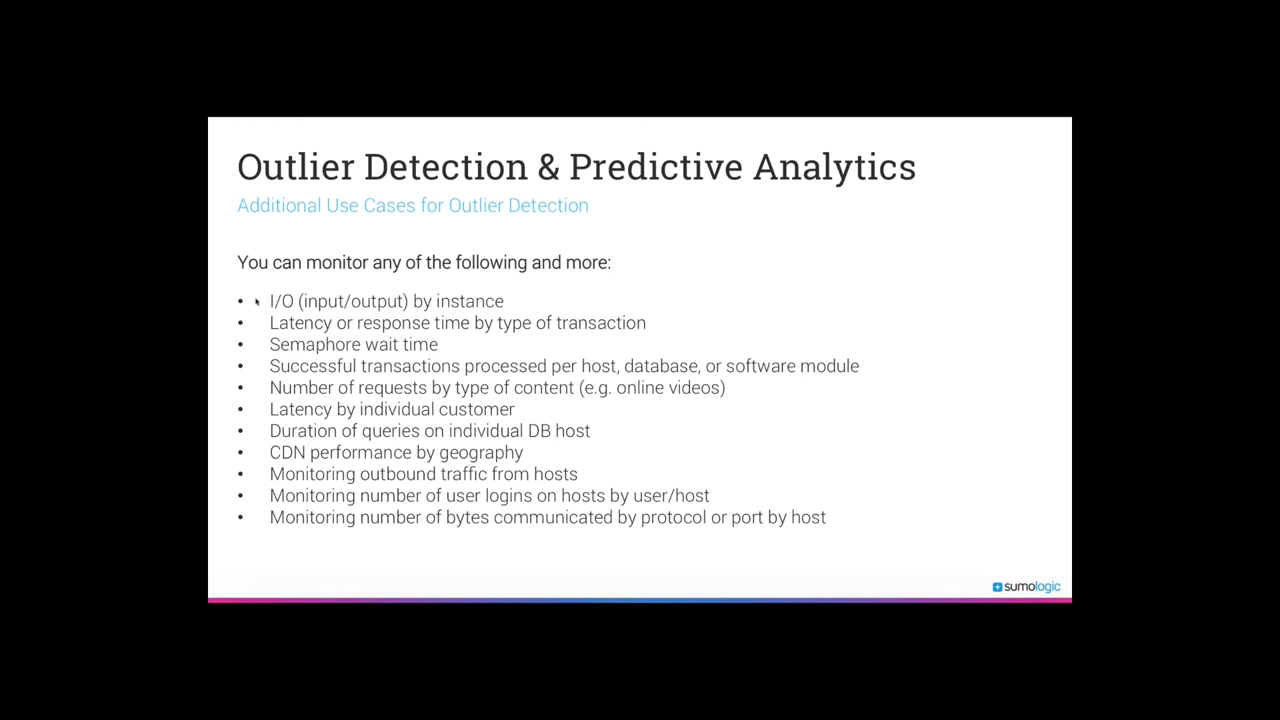 Outlier Detection & Predictive Analytics
Additional Use Cases for Outlier Detection
You can monitor any of the following and more:
• I/O (input/output) by instance
• Latency or response time by type of transaction
• Semaphore wait time
• Successful transactions processed per host, database, or software module
• Number of requests by type of content (e.g. online videos)
• Latency by individual customer
• Duration of queries on individual DB host
• CDN performance by geography
• Monitoring outbound traffic from hosts
• Monitoring number of user logins on hosts by user/host
• Monitoring number of bytes communicated by protocol or port by host
sumologic